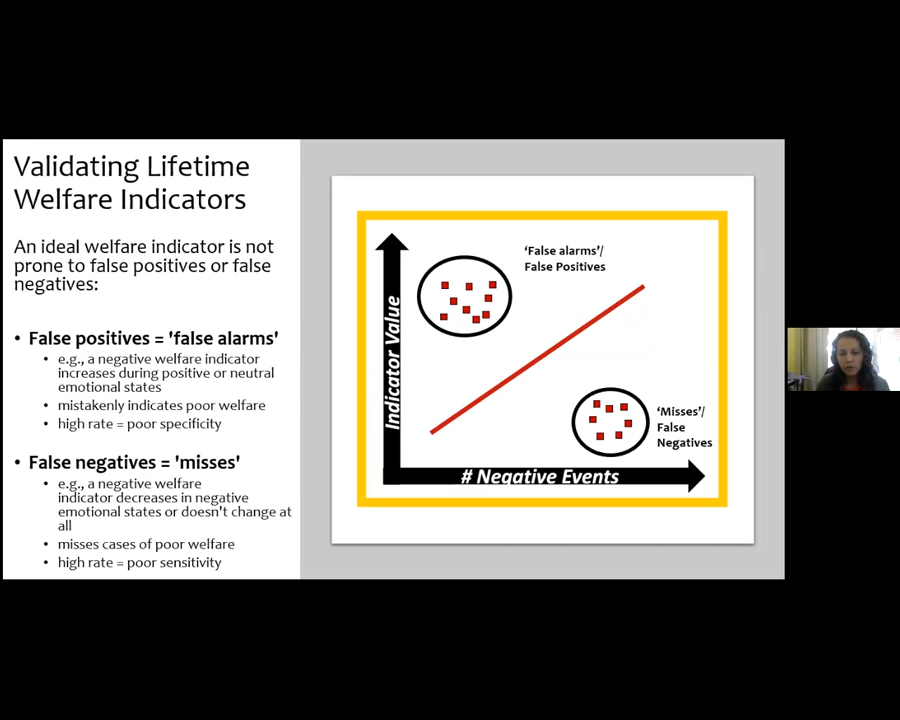 Validating Lifetime
Welfare Indicators
An ideal welfare indicator is not
prone to false positives or false
negatives:
• False positives = 'false alarms'
• e.g., a negative welfare indicator
increases during positive or neutral
emotional states
• mistakenly indicates poor welfare
• high rate = poor specificity
• False negatives = 'misses'
• e.g., a negative welfare
indicator decreases in negative
emotional states or doesn't change at
all
• misses cases of poor welfare
• high rate = poor sensitivity
'False alarms'/
False Positives
Indicator Value
'Misses'/
False
Negatives
# Negative Events